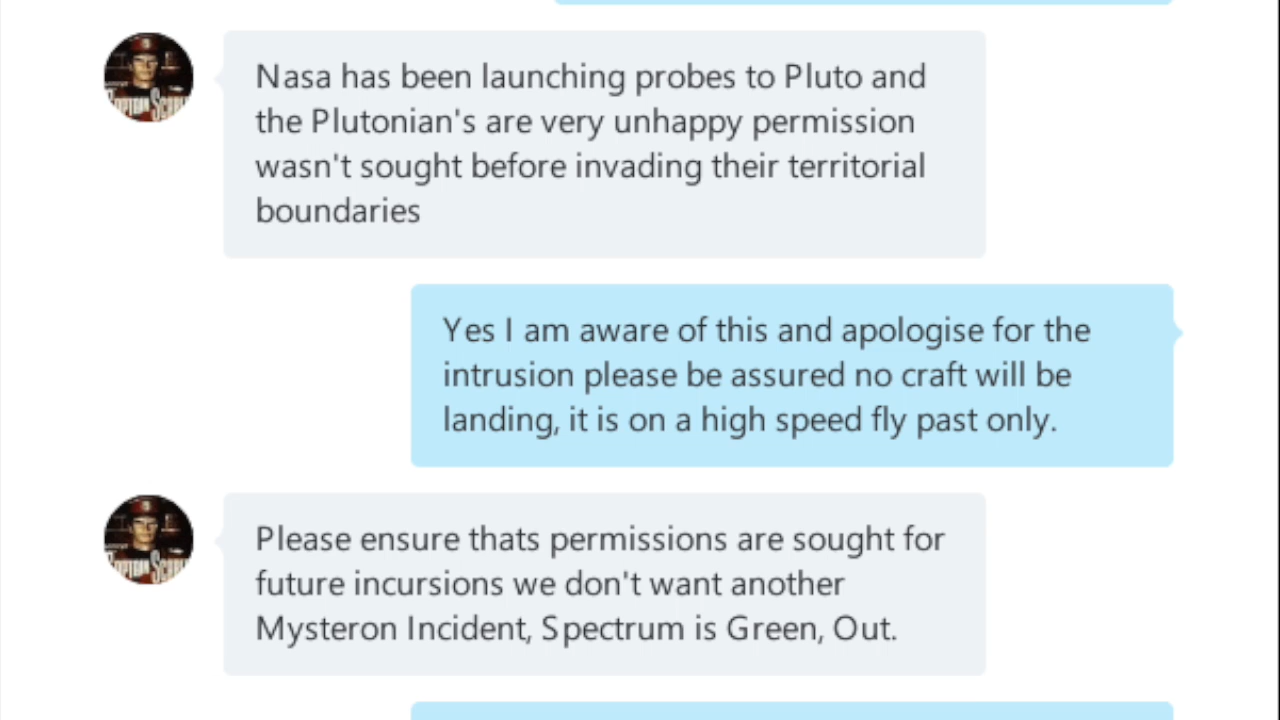 Nasa has been launching probes to Pluto and
the Plutonian's are very unhappy permission
wasn't sought before invading their territorial
boundaries
Yes I am aware of this and apologise for the
intrusion please be assured no craft will be
landing, it is on a high speed fly past only.
Please ensure thats permissions are sought for
future incursions we don't want another
Mysteron Incident, Spectrum is Green, Out.